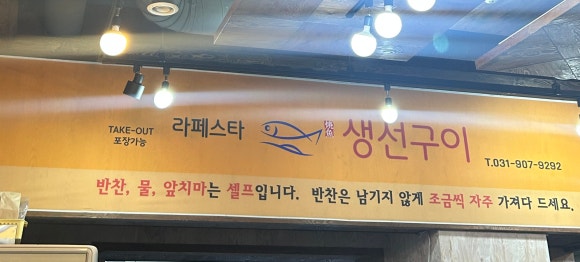 TAKE-OUT
포장가능
라페스타
생선구이
T.031-907-9292
반찬, 물, 앞치마는 셀프입니다. 반찬은 남기지 않게 조금씩 자주 가져다 드세요.